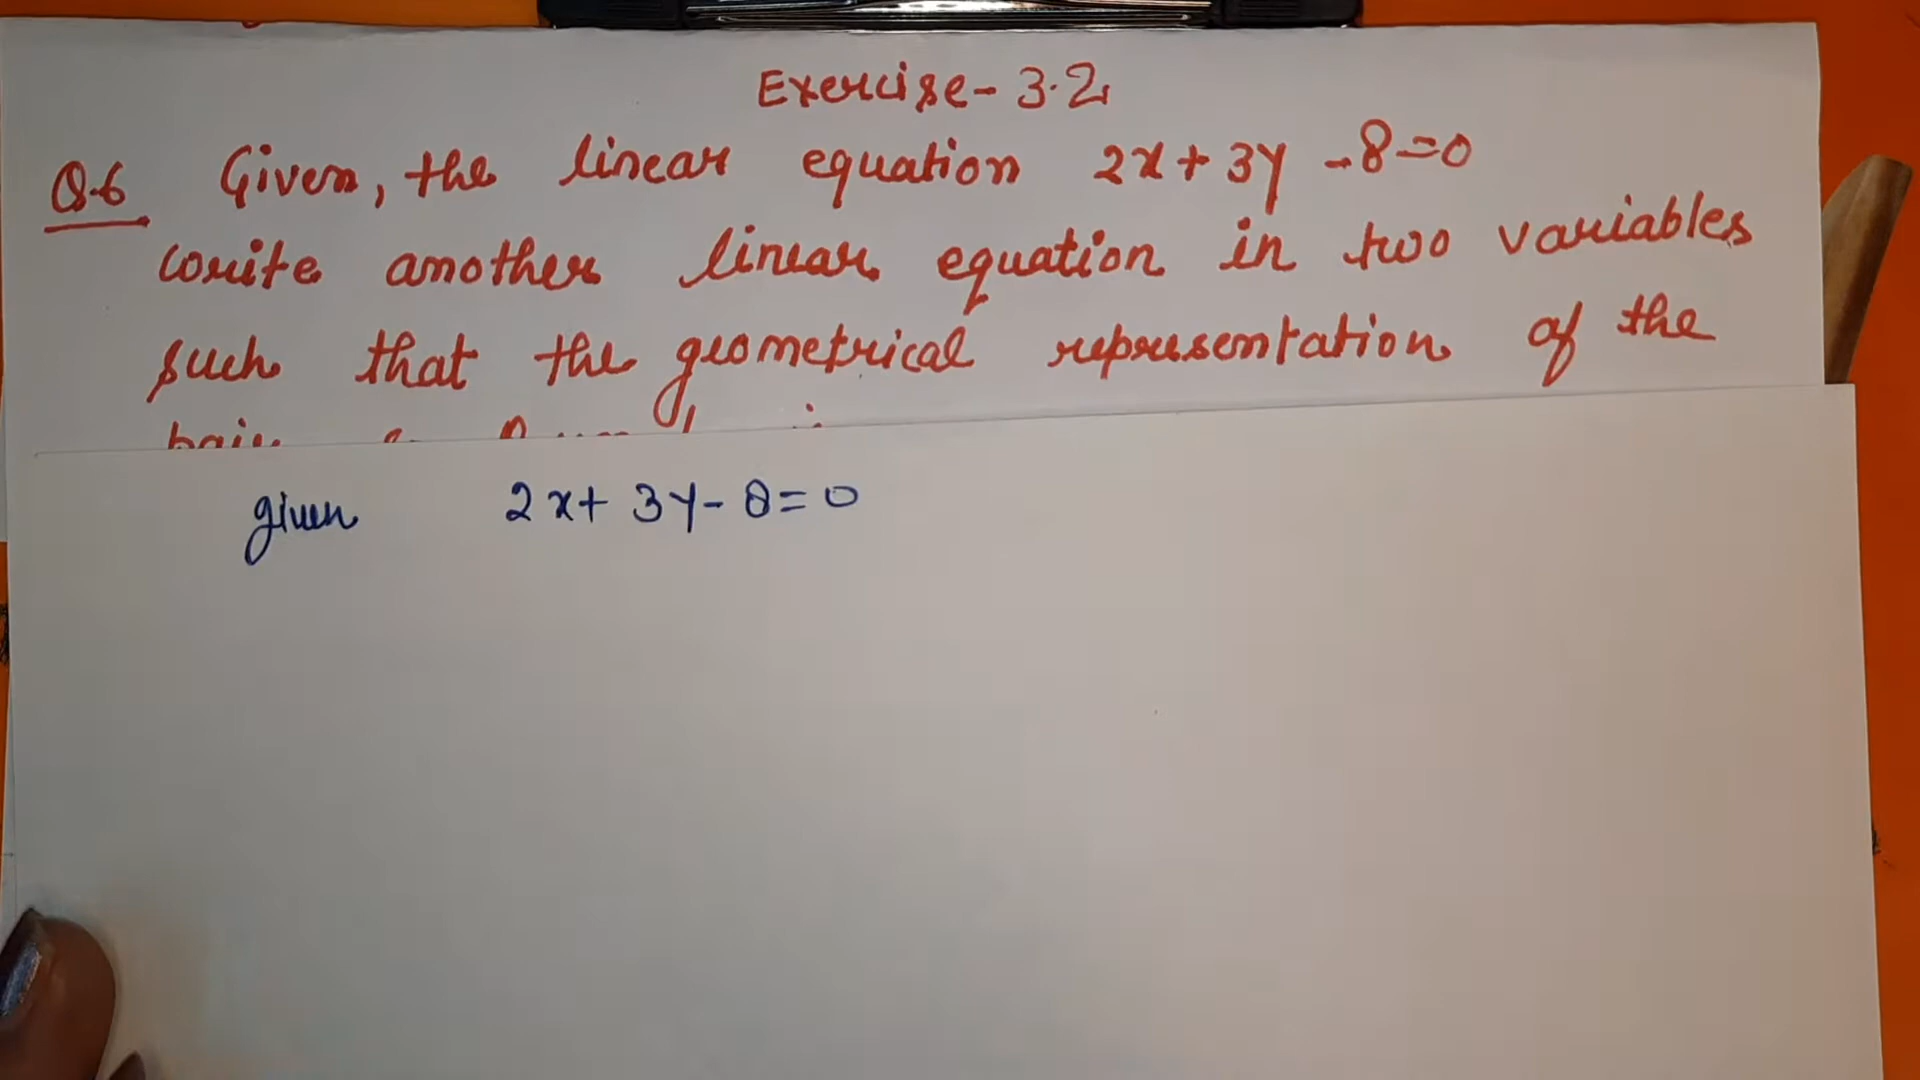 Exercise - 3.2
Q.6 Given, the linear equation 2x + 3y - 8 = 0
write another linear equation in two variables
such that the geometrical representation of the
given 2x + 3y - 8 = 0